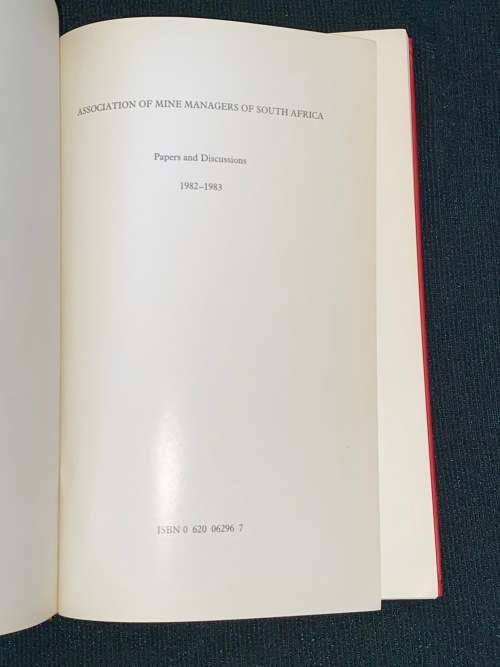 ASSOCIATION OF MINE MANAGERS OF SOUTH AFRICA
Papers and Discussions
1982–1983
ISBN 0 620 06296 7